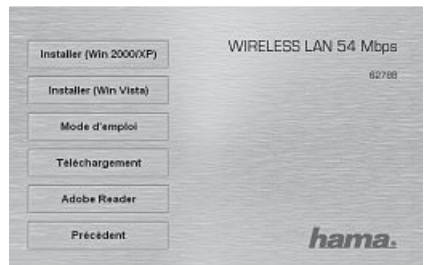 Installer (Win 2000/XP)
Installer (Win Vista)
Mode d'emploi
Téléchargement
Adobe Reader
Précédent
WIRELESS LAN 54 Mbps
62788
hama.